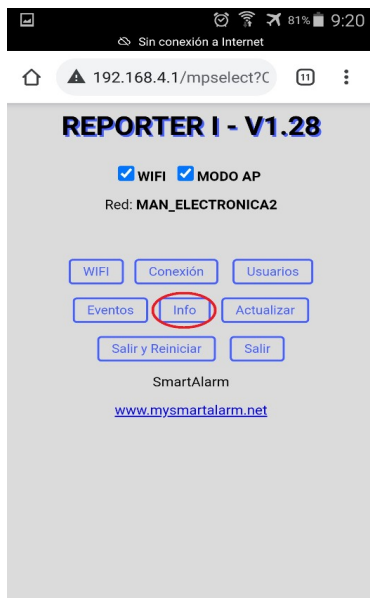 81% 9:20
Sin conexión a Internet
192.168.4.1/mpselect?C 11
REPORTER I - V1.28
WIFI MODO AP
Red: MAN_ELECTRONICA2
WIFI Conexión Usuarios
Eventos Info Actualizar
Salir y Reiniciar Salir
SmartAlarm
www.mysmartalarm.net